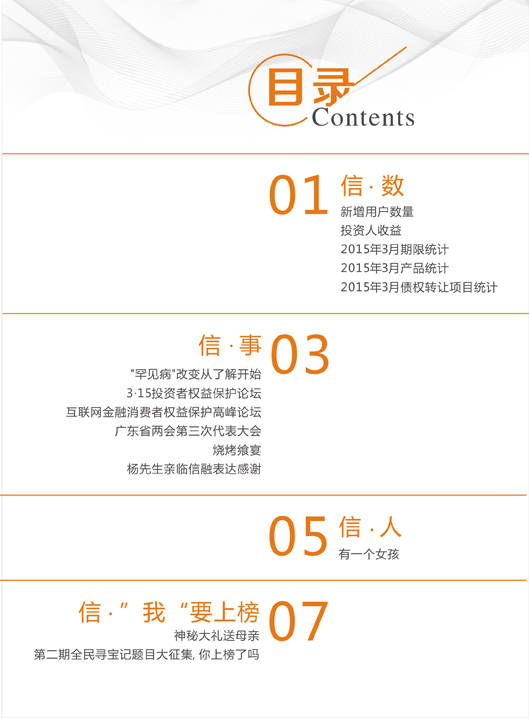 目录
Contents
01
信·数
新增用户数量
投资人收益
2015年3月期限统计
2015年3月产品统计
2015年3月债权转让项目统计
信·事
03
"罕见病"改变从了解开始
3·15投资者权益保护论坛
互联网金融消费者权益保护高峰论坛
广东省两会第三次代表大会
烧烤飨宴
杨先生亲临信融表达感谢
05
信·人
有一个女孩
信·”我“要上榜
07
神秘大礼送母亲
第二期全民寻宝记题目大征集, 你上榜了吗